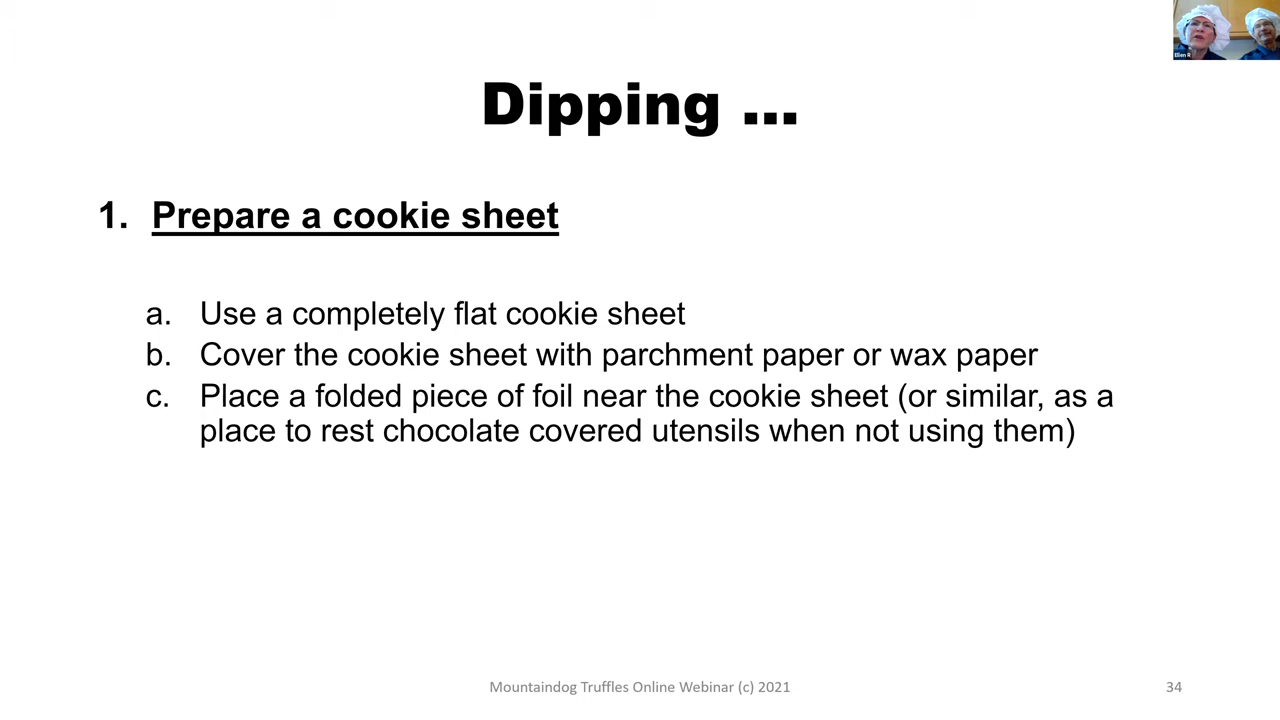 Ellen R
Dipping ...
1. Prepare a cookie sheet
a. Use a completely flat cookie sheet
b. Cover the cookie sheet with parchment paper or wax paper
c. Place a folded piece of foil near the cookie sheet (or similar, as a
place to rest chocolate covered utensils when not using them)
Mountaindog Truffles Online Webinar (c) 2021
34